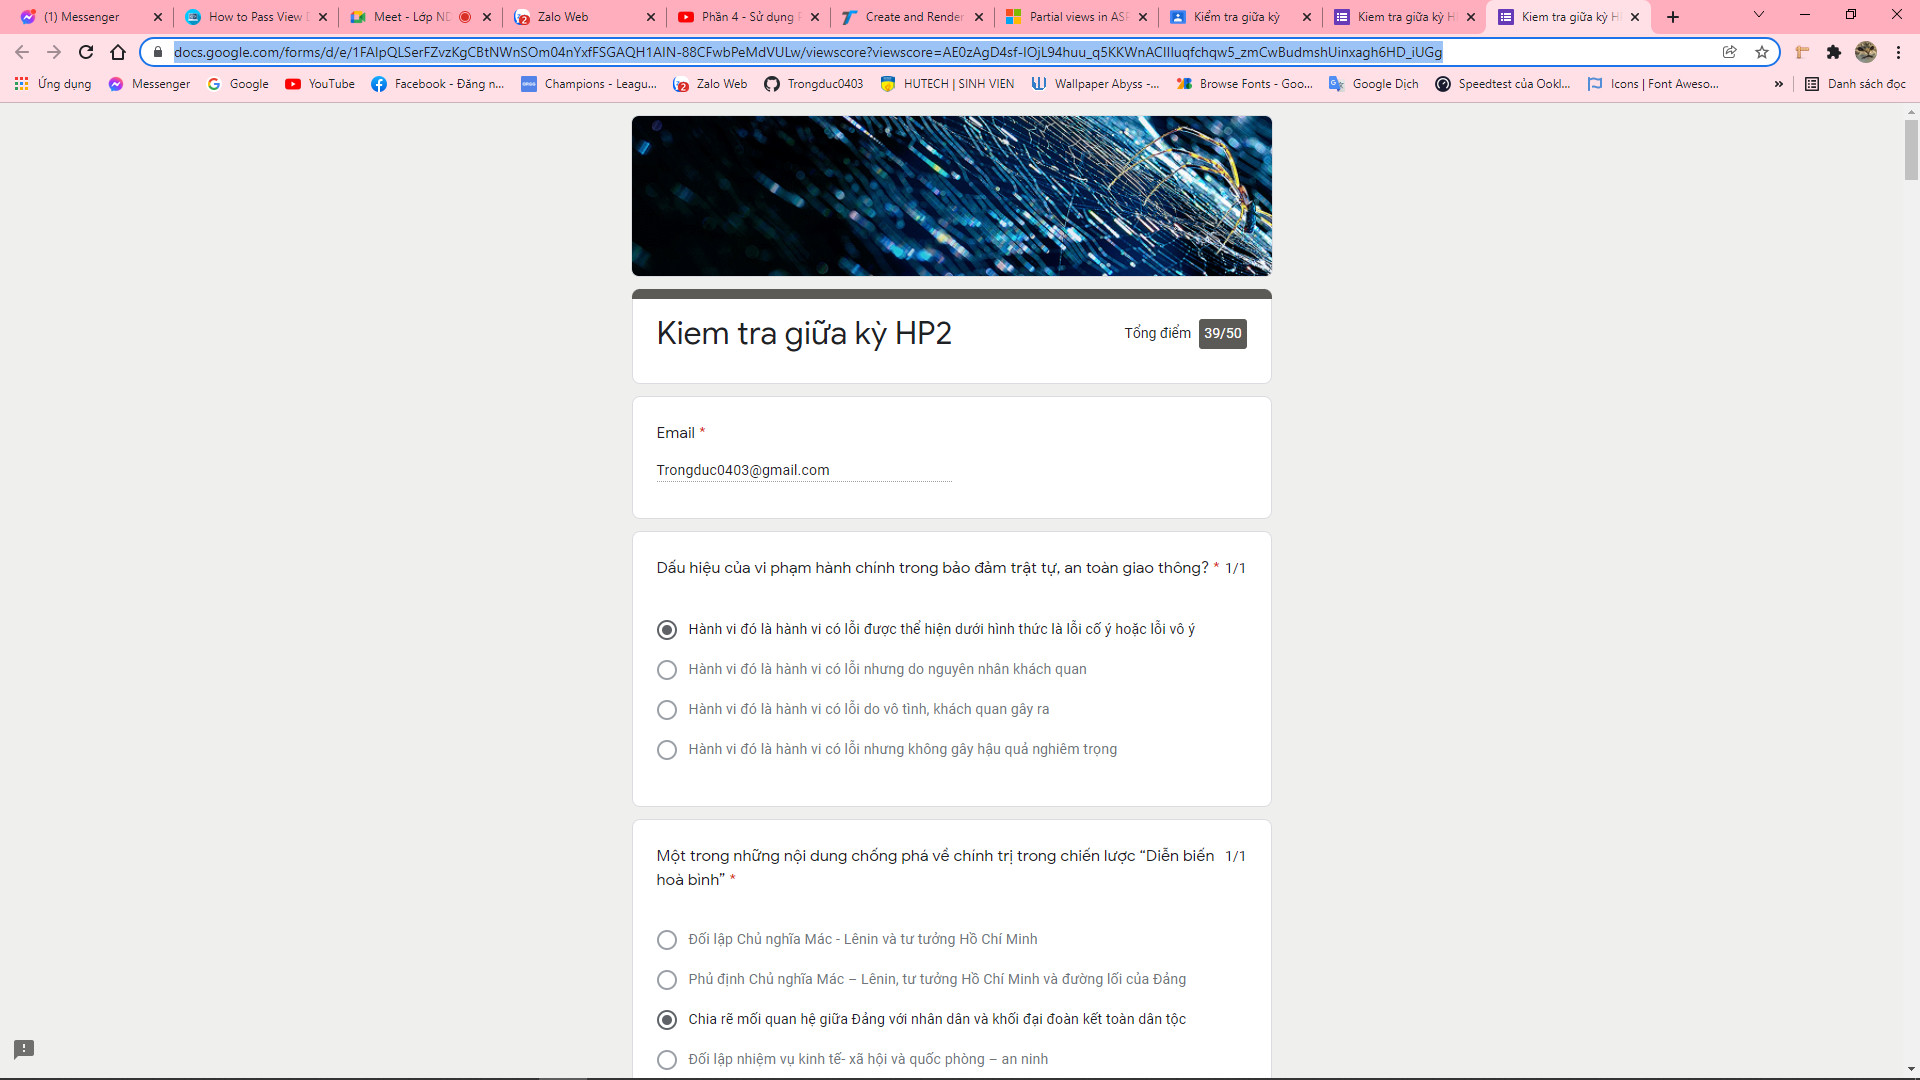 (1) Messenger
How to Pass View
Meet - Lớp
Zalo Web
Phần 4 - Sử dụng
Create and Render
Partial views in ASP
Kiểm tra giữa kỳ
Kiem tra giữa kỳ
Kiem tra giữa kỳ
Ứng dụng
Messenger
Google
YouTube
Facebook - Đăng n...
Champions - Leagu...
Zalo Web
Trongduc0403
HUTECH | SINH VIEN
Wallpaper Abyss -...
Browse Fonts - Goo...
Google Dịch
Speedtest của Ookl...
Icons | Font Aweso...
»
Danh sách đọc
Kiem tra giữa kỳ HP2
Tổng điểm 39/50
Email *
Trongduc0403@gmail.com
Dấu hiệu của vi phạm hành chính trong bảo đảm trật tự, an toàn giao thông? * 1/1
Hành vi đó là hành vi có lỗi được thể hiện dưới hình thức là lỗi cố ý hoặc lỗi vô ý
Hành vi đó là hành vi có lỗi nhưng do nguyên nhân khách quan
Hành vi đó là hành vi có lỗi do vô tình, khách quan gây ra
Hành vi đó là hành vi có lỗi nhưng không gây hậu quả nghiêm trọng
Một trong những nội dung chống phá về chính trị trong chiến lược “Diễn biến 1/1
hoà bình” *
Đối lập Chủ nghĩa Mác - Lênin và tư tưởng Hồ Chí Minh
Phủ định Chủ nghĩa Mác – Lênin, tư tưởng Hồ Chí Minh và đường lối của Đảng
Chia rẽ mối quan hệ giữa Đảng với nhân dân và khối đại đoàn kết toàn dân tộc
Đối lập nhiệm vụ kinh tế- xã hội và quốc phòng – an ninh